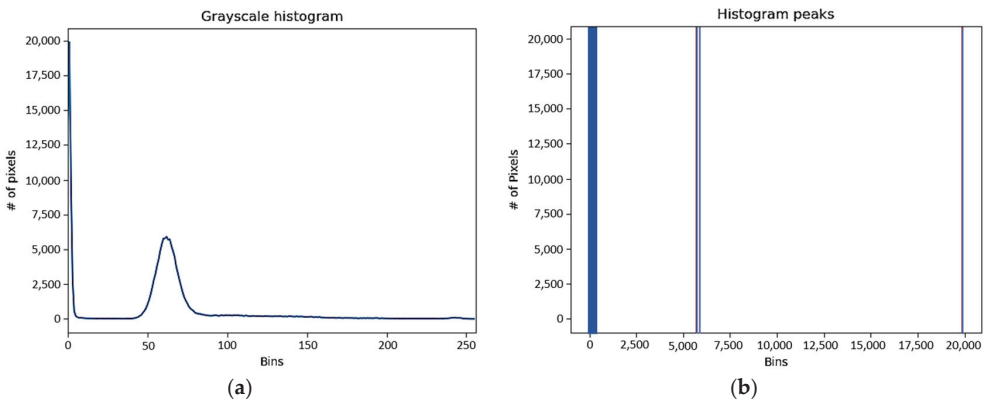 Grayscale histogram
# of pixels
20,000
17,500
15,000
12,500
10,000
7,500
5,000
2,500
0
0 50 100 150 200 250
Bins
(a)
Histogram peaks
# of Pixels
20,000
17,500
15,000
12,500
10,000
7,500
5,000
2,500
0
0 2,500 5,000 7,500 10,000 12,500 15,000 17,500 20,000
Bins
(b)